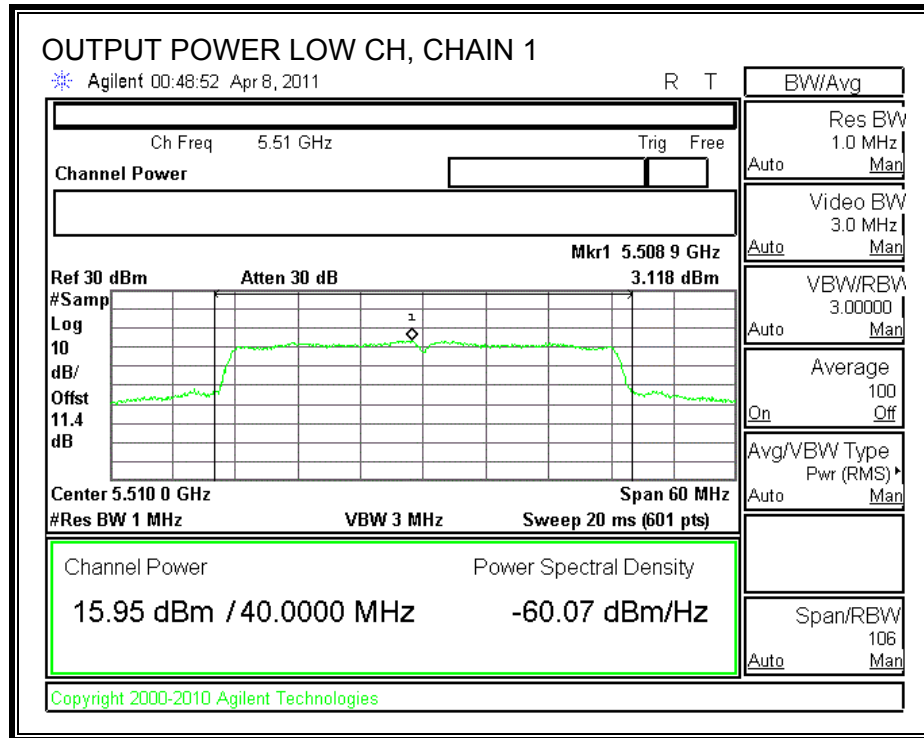 OUTPUT POWER LOW CH, CHAIN 1
Agilent 00:48:52 Apr 8, 2011 R T
Ch Freq 5.51 GHz Trig Free
Channel Power
Mkr1 5.508 9 GHz
Ref 30 dBm Atten 30 dB 3.118 dBm
#Samp
Log
10
dB/
Offst
11.4
dB
1
Center 5.510 0 GHz Span 60 MHz
#Res BW 1 MHz VBW 3 MHz Sweep 20 ms (601 pts)
Channel Power Power Spectral Density
15.95 dBm / 40.0000 MHz -60.07 dBm/Hz
Copyright 2000-2010 Agilent Technologies
BW/Avg
Res BW
1.0 MHz
Auto Man
Video BW
3.0 MHz
Auto Man
VBW/RBW
3.00000
Auto Man
Average
100
On Off
Avg/VBW Type
Pwr (RMS)
Auto Man
Span/RBW
106
Auto Man